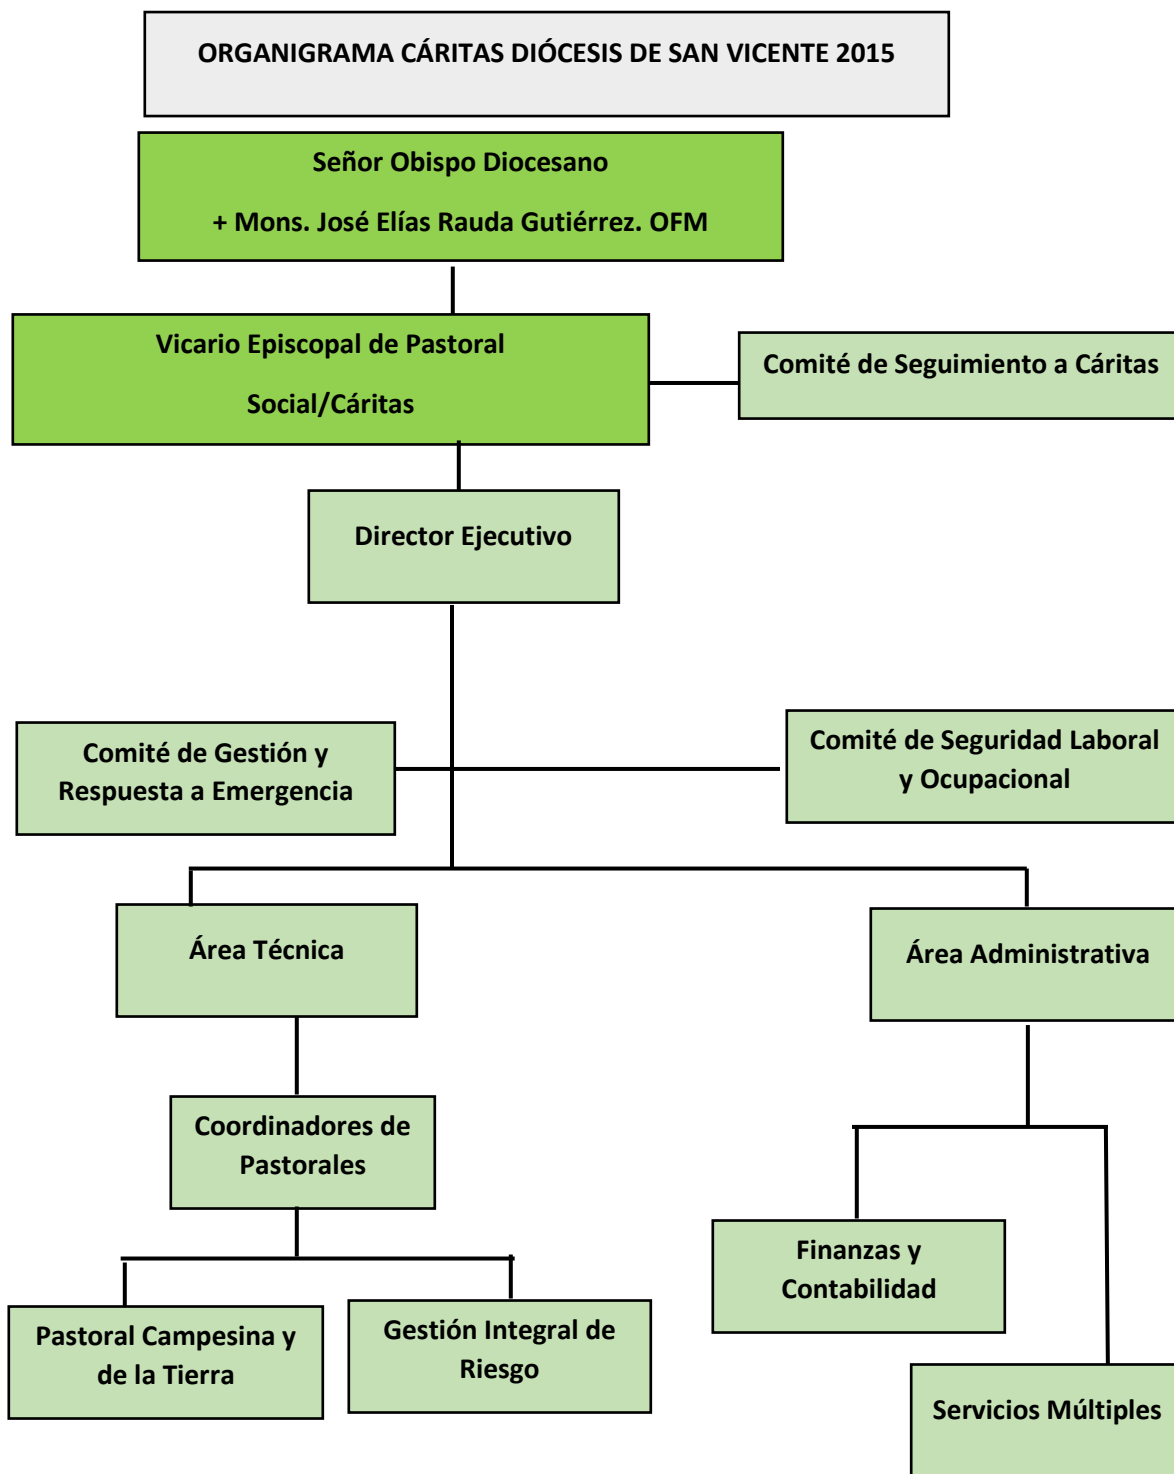 ORGANIGRAMA CÁRITAS DIÓCESIS DE SAN VICENTE 2015
Señor Obispo Diocesano
+ Mons. José Elías Rauda Gutiérrez. OFM
Vicario Episcopal de Pastoral
Social/Cáritas
Comité de Seguimiento a Cáritas
Director Ejecutivo
Comité de Gestión y
Respuesta a Emergencia
Comité de Seguridad Laboral
y Ocupacional
Área Técnica
Área Administrativa
Coordinadores de
Pastorales
Finanzas y
Contabilidad
Pastoral Campesina y
de la Tierra
Gestión Integral de
Riesgo
Servicios Múltiples